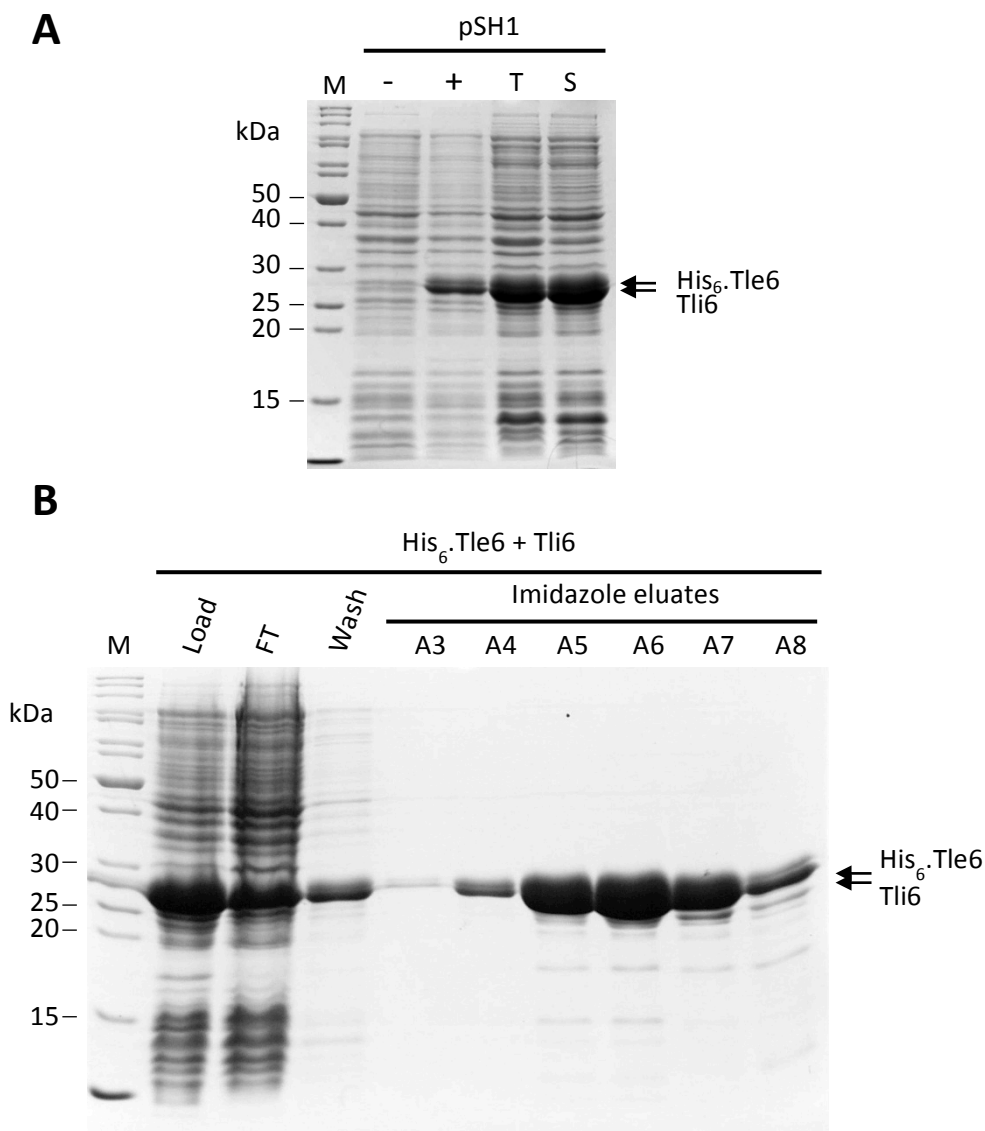 A
pSH1
M - + T S
kDa
50
40
30
25
20
15
His₆.Tle6
Tli6
B
His₆.Tle6 + Tli6
Imidazole eluates
M Load FT Wash A3 A4 A5 A6 A7 A8
kDa
50
40
30
25
20
15
His₆.Tle6
Tli6